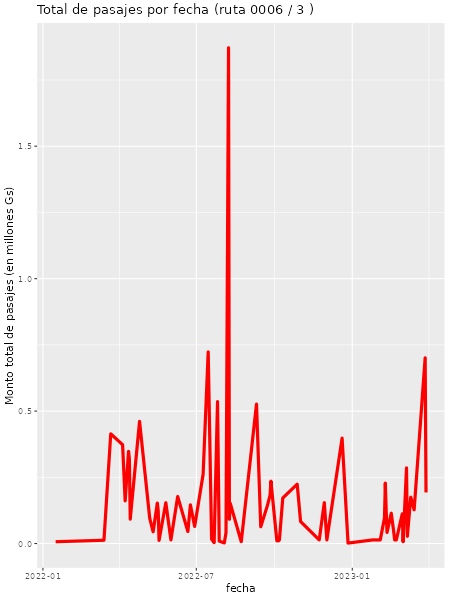 Total de pasajes por fecha (ruta 0006 / 3 )
Monto total de pasajes (en millones Gs)
1.5
1.0
0.5
0.0
2022-01
2022-07
2023-01
fecha